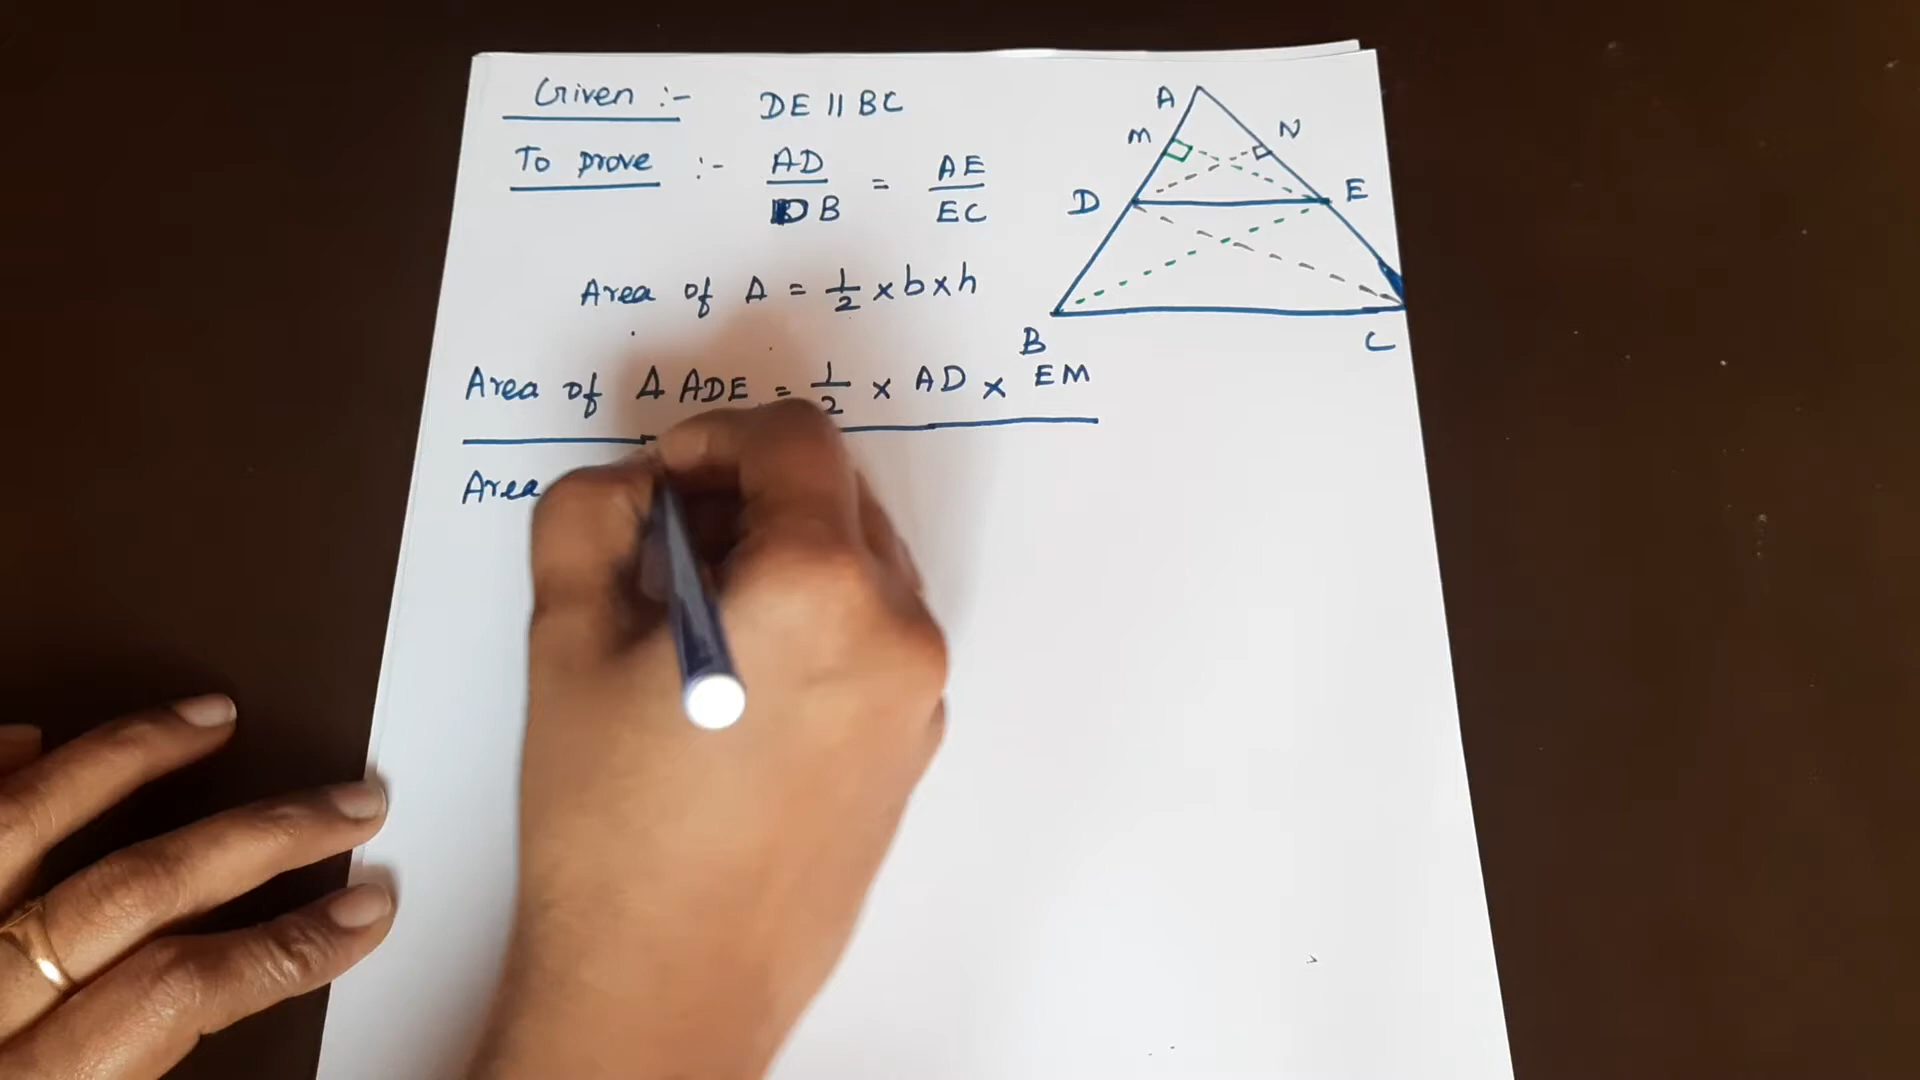 Given :- DE || BC
To prove :- AD/DB = AE/EC
Area of Δ = 1/2 × b × h
Area of Δ ADE = 1/2 × AD × EM
Area
A
M
N
D
E
B
C